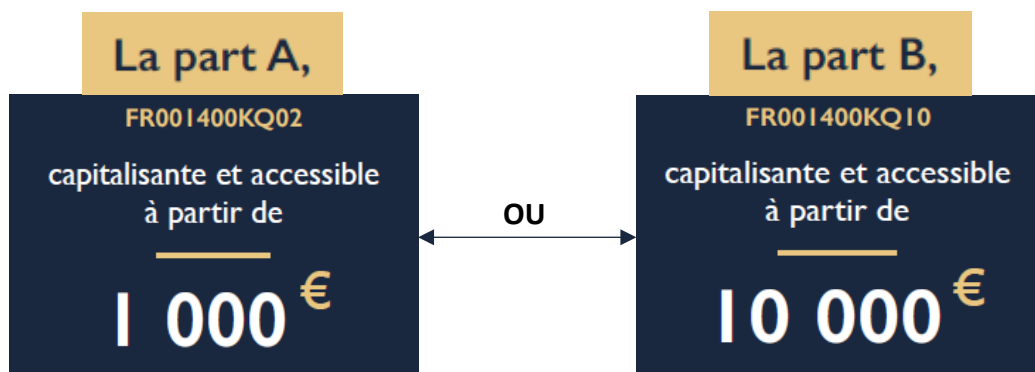 La part A,
FR001400KQ02
capitalisante et accessible
à partir de
1 000 €
OU
La part B,
FR001400KQ10
capitalisante et accessible
à partir de
10 000 €